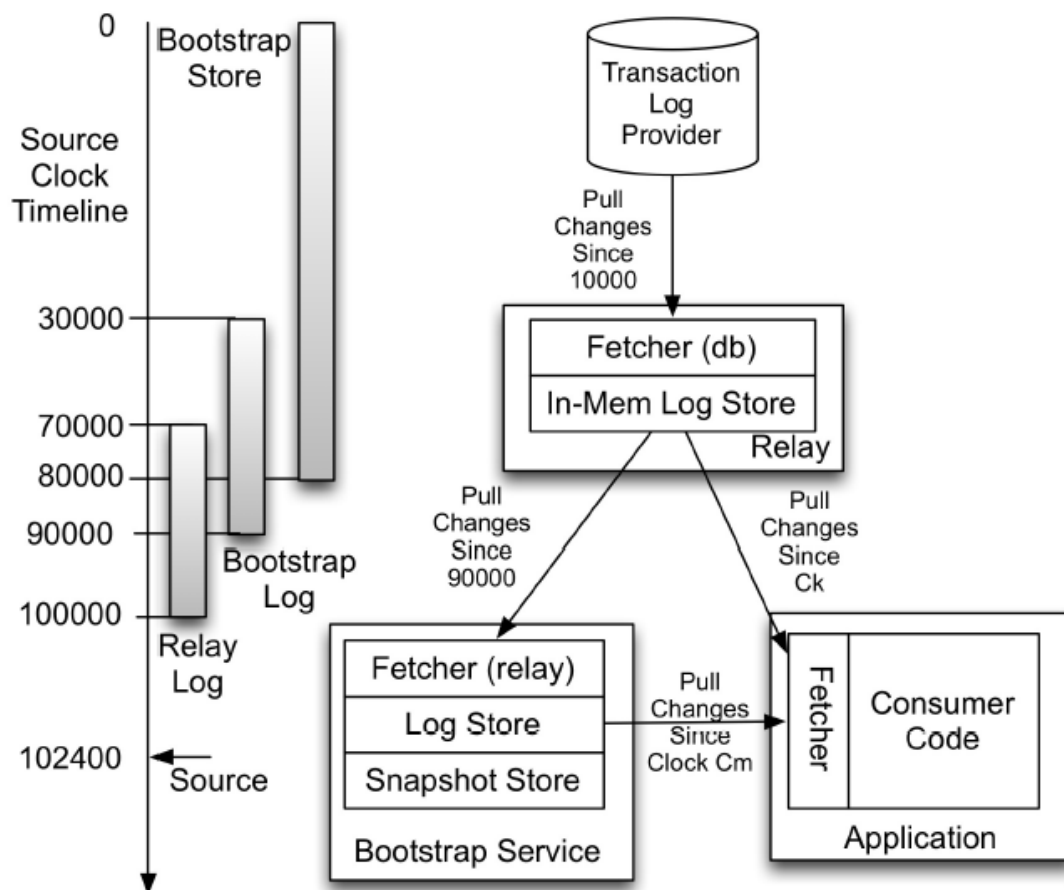 0
Bootstrap
Store
Source
Clock
Timeline
30000
70000
80000
90000
100000
102400
Bootstrap
Log
Relay
Log
Source
Transaction
Log
Provider
Pull
Changes
Since
10000
Fetcher (db)
In-Mem Log Store
Relay
Pull
Changes
Since
90000
Pull
Changes
Since
Ck
Fetcher (relay)
Log Store
Snapshot Store
Bootstrap Service
Pull
Changes
Since
Clock Cm
Fetcher
Consumer
Code
Application